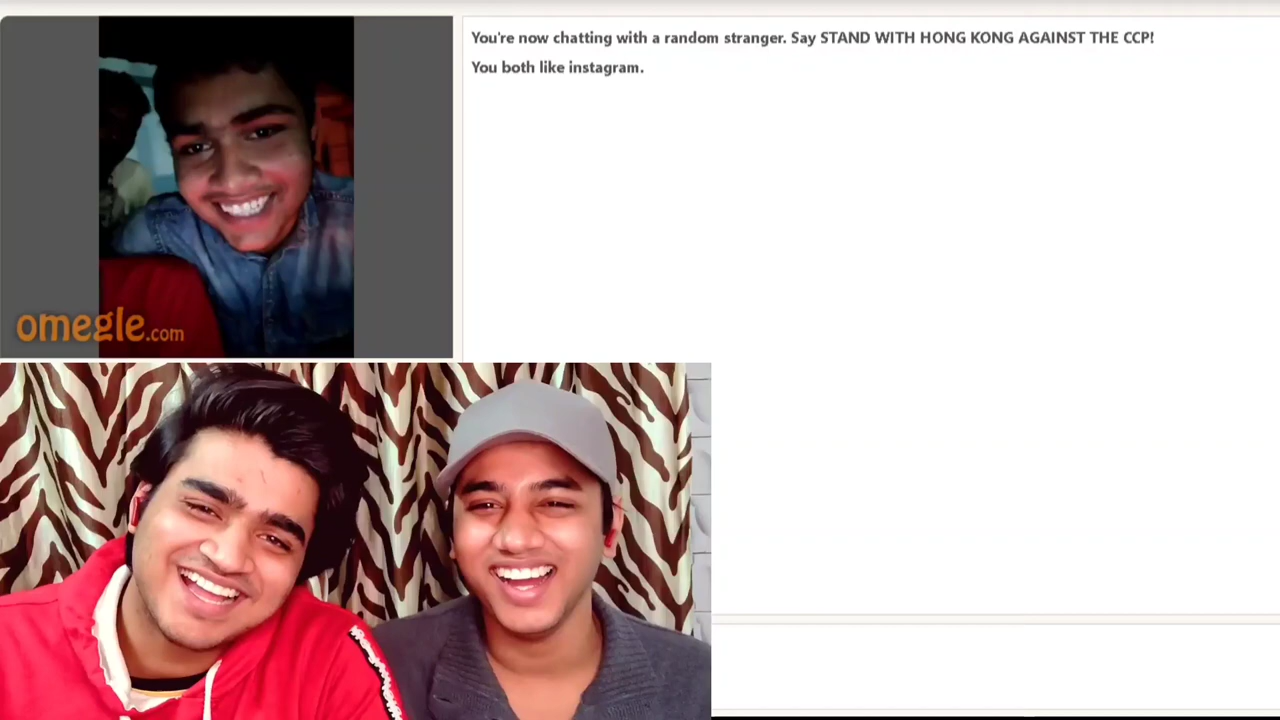 You're now chatting with a random stranger. Say STAND WITH HONG KONG AGAINST THE CCP!
You both like instagram.
omegle.com